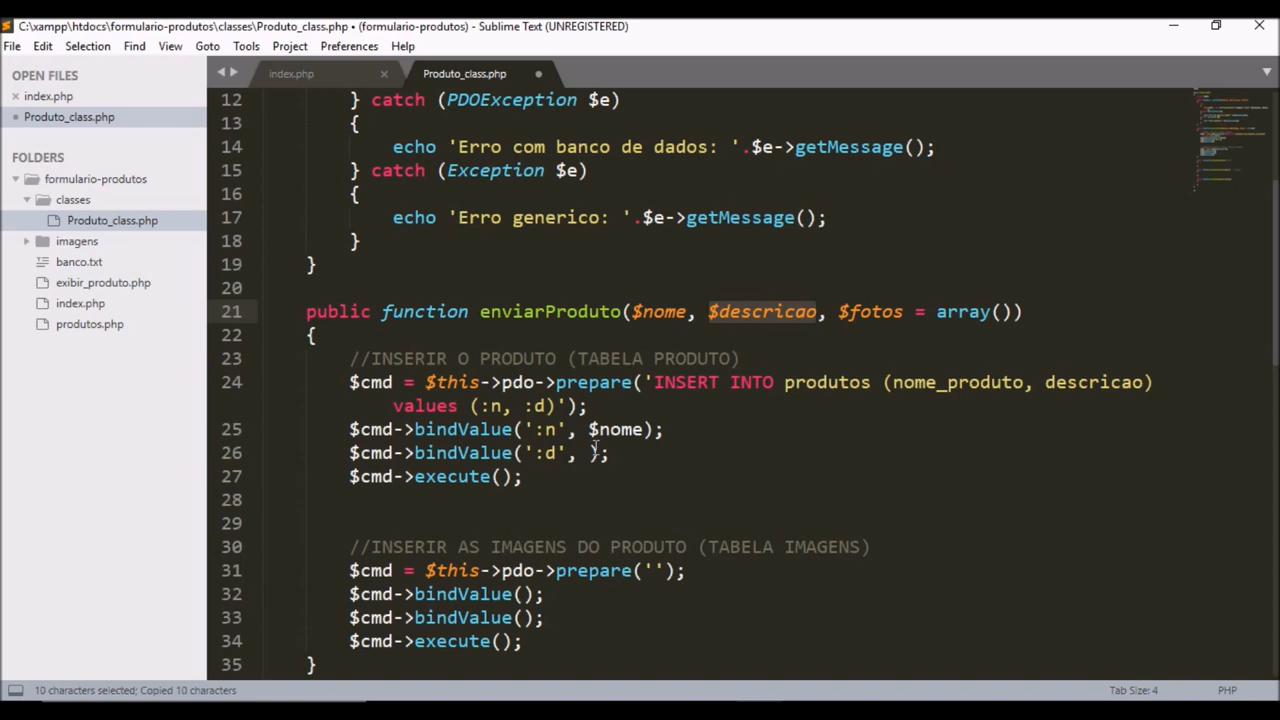 C:\xampp\htdocs\formulario-produtos\classes\Produto_class.php • (formulario-produtos) - Sublime Text (UNREGISTERED)
File Edit Selection Find View Goto Tools Project Preferences Help
OPEN FILES
index.php
Produto_class.php
FOLDERS
formulario-produtos
classes
Produto_class.php
imagens
banco.txt
exibir_produto.php
index.php
produtos.php
index.php Produto_class.php
12 } catch (PDOException $e)
13 {
14 echo 'Erro com banco de dados: '.$e->getMessage();
15 } catch (Exception $e)
16 {
17 echo 'Erro generico: '.$e->getMessage();
18 }
19 }
20
21 public function enviarProduto($nome, $descricao, $fotos = array())
22 {
23 //INSERIR O PRODUTO (TABELA PRODUTO)
24 $cmd = $this->pdo->prepare('INSERT INTO produtos (nome_produto, descricao)
values (:n, :d)');
25 $cmd->bindValue(':n', $nome);
26 $cmd->bindValue(':d', );
27 $cmd->execute();
28
29
30 //INSERIR AS IMAGENS DO PRODUTO (TABELA IMAGENS)
31 $cmd = $this->pdo->prepare('');
32 $cmd->bindValue();
33 $cmd->bindValue();
34 $cmd->execute();
35 }
10 characters selected; Copied 10 characters Tab Size: 4 PHP